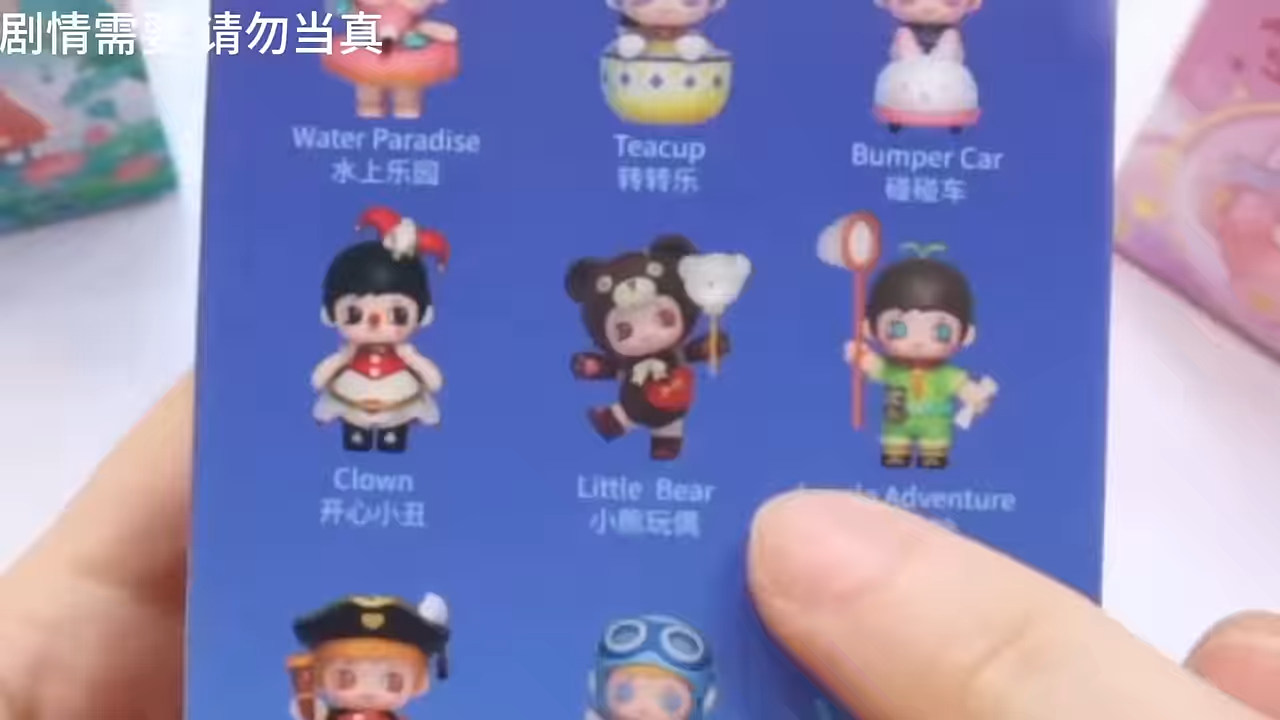 剧情需要 请勿当真
Water Paradise
水上乐园
Teacup
转转乐
Bumper Car
碰碰车
Clown
开心小丑
Little Bear
小熊玩偶
Adventure